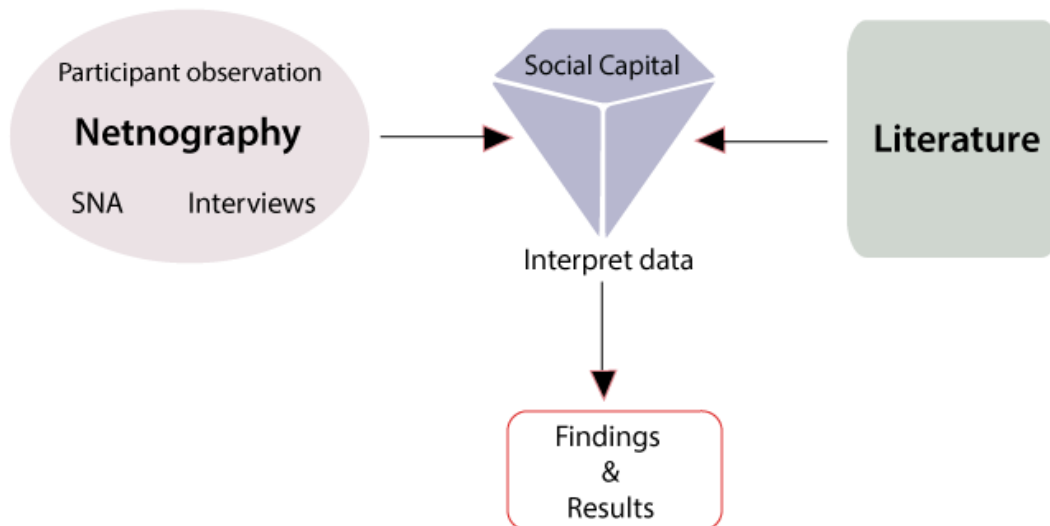 Participant observation
Netnography
SNA Interviews
Social Capital
Interpret data
Literature
Findings
&
Results